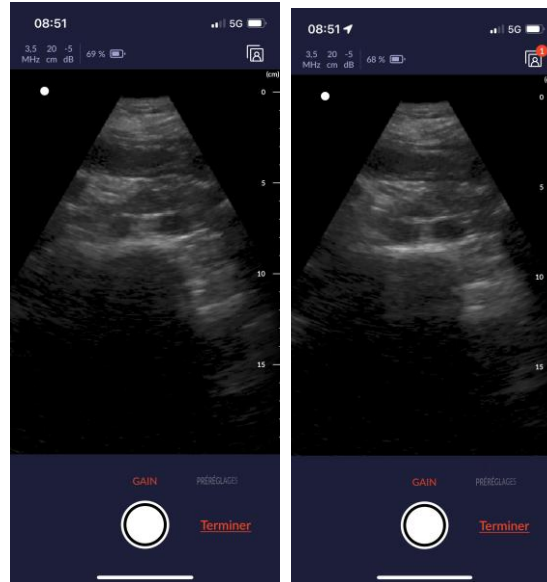 08:51
5G
3,5 20 -5
MHz cm dB
69 %
(cm)
0
5
10
15
GAIN
PRÉRÉGLAGES
Terminer
08:51
5G
3,5 20 -5
MHz cm dB
68 %
1
0
5
10
15
GAIN
PRÉRÉGLAGES
Terminer